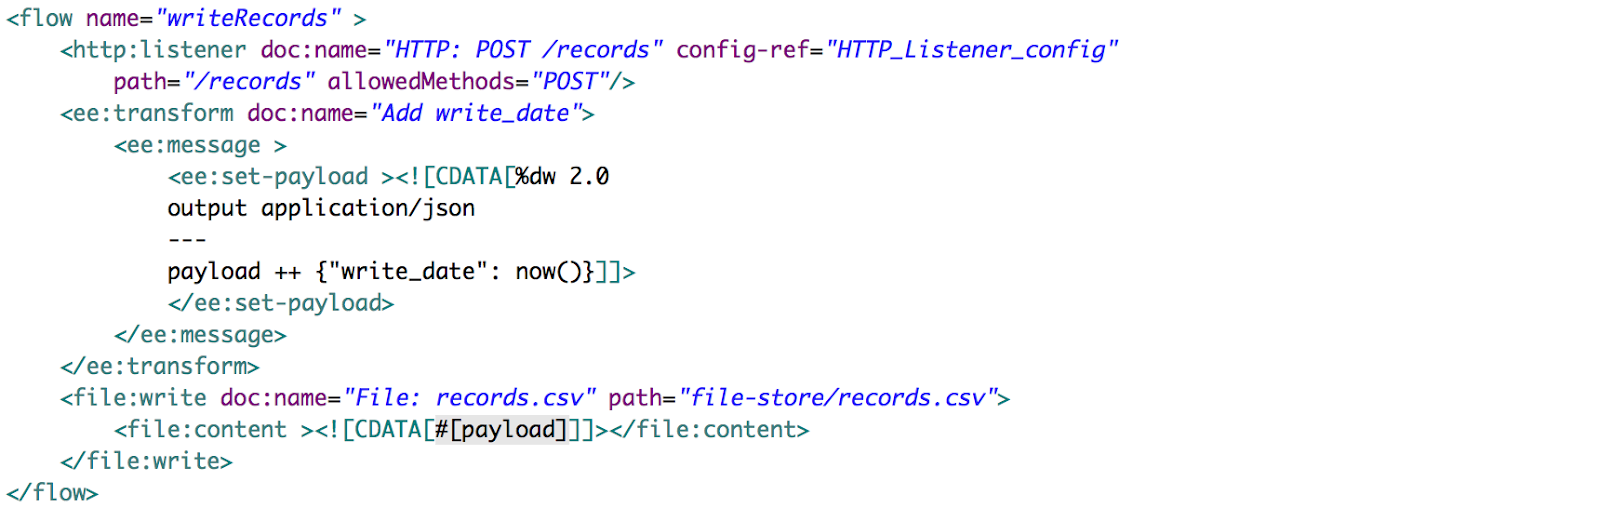 <flow name="writeRecords" >
<http:listener doc:name="HTTP: POST /records" config-ref="HTTP_Listener_config"
path="/records" allowedMethods="POST"/>
<ee:transform doc:name="Add write_date">
<ee:message >
<ee:set-payload ><![CDATA[%dw 2.0
output application/json
---
payload ++ {"write_date": now()}]]>
</ee:set-payload>
</ee:message>
</ee:transform>
<file:write doc:name="File: records.csv" path="file-store/records.csv">
<file:content ><![CDATA[#[payload]]]></file:content>
</file:write>
</flow>